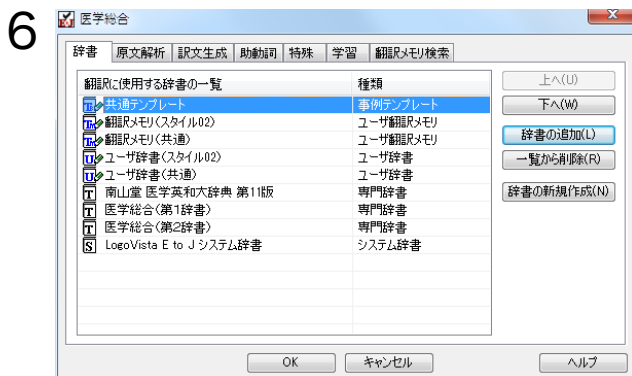 6
医学総合
辞書 原文解析 訳文生成 助動詞 特殊 学習 翻訳メモリ検索
翻訳に使用する辞書の一覧 種類
共通テンプレート 事例テンプレート
翻訳メモリ(スタイル02) ユーザ翻訳メモリ
翻訳メモリ(共通) ユーザ翻訳メモリ
ユーザ辞書(スタイル02) ユーザ辞書
ユーザ辞書(共通) ユーザ辞書
南山堂 医学英和大辞典 第11版 専門辞書
医学総合(第1辞書) 専門辞書
医学総合(第2辞書) 専門辞書
LogoVista E to J システム辞書 システム辞書
上へ(U)
下へ(W)
辞書の追加(L)
一覧から削除(R)
辞書の新規作成(N)
OK キャンセル ヘルプ